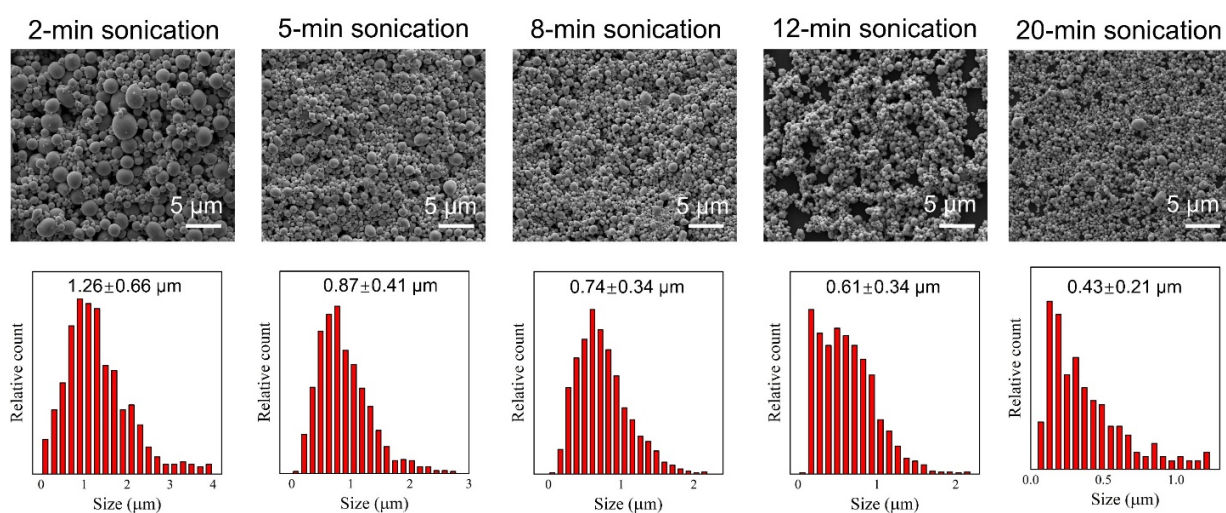 2-min sonication
5-min sonication
8-min sonication
12-min sonication
20-min sonication
5 μm
5 μm
5 μm
5 μm
5 μm
1.26±0.66 μm
0.87±0.41 μm
0.74±0.34 μm
0.61±0.34 μm
0.43±0.21 μm
Relative count
Relative count
Relative count
Relative count
Relative count
0 1 2 3 4
0 1 2 3
0 1 2
0 1 2
0.0 0.5 1.0
Size (μm)
Size (μm)
Size (μm)
Size (μm)
Size (μm)